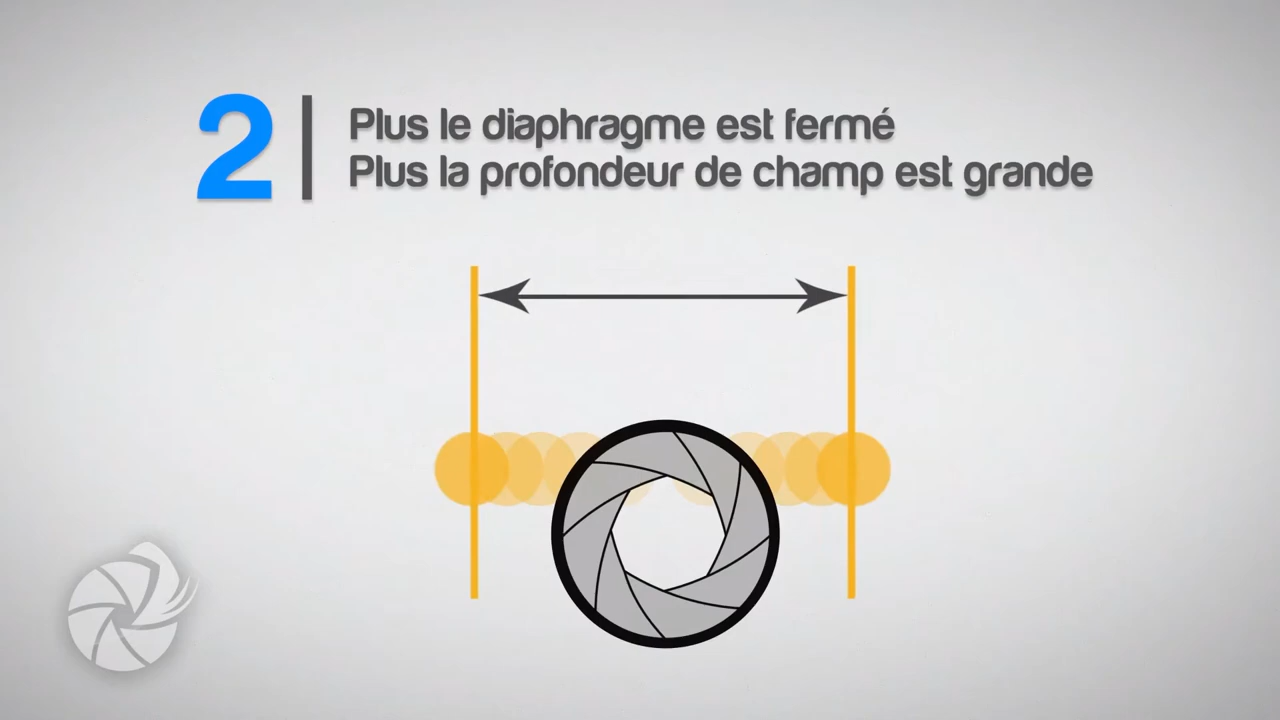 2
Plus le diaphragme est fermé
Plus la profondeur de champ est grande